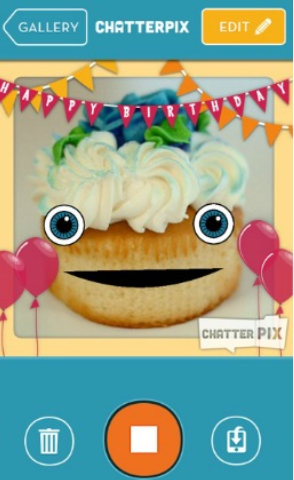 GALLERY
CHATTERPIX
EDIT
HAPPY BIRTHDAY
CHATTER PIX